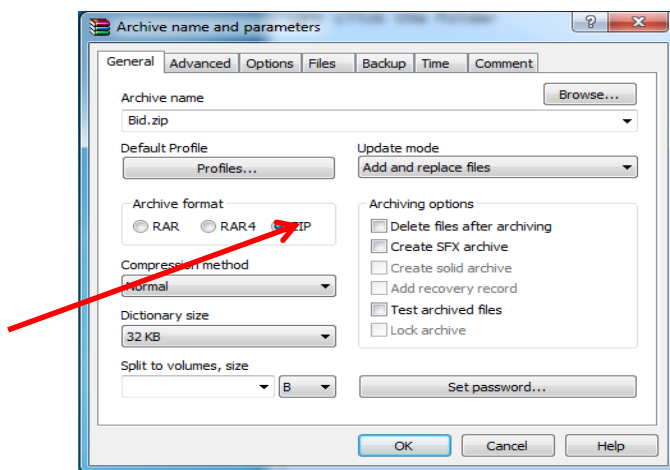 click the folder
Archive name and parameters
General Advanced Options Files Backup Time Comment
Archive name
Browse...
Bid.zip
Default Profile
Update mode
Profiles...
Add and replace files
Archive format
Archiving options
RAR RAR4 ZIP
Delete files after archiving
Create SFX archive
Compression method
Create solid archive
Normal
Add recovery record
Dictionary size
Test archived files
32 KB
Lock archive
Split to volumes, size
B
Set password...
OK Cancel Help